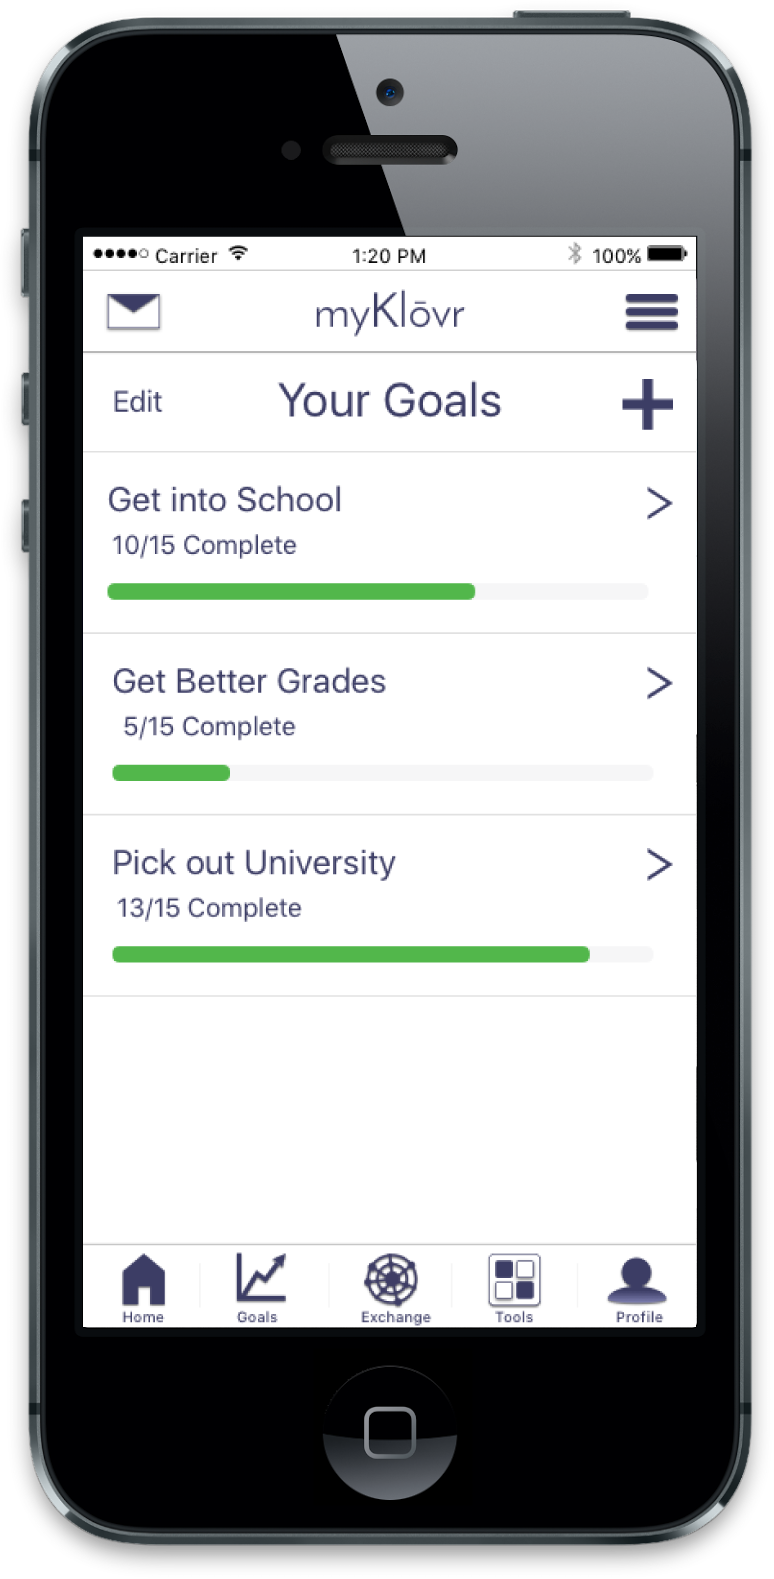 Carrier 1:20 PM 100%
myKlōvr
Edit Your Goals
Get into School
10/15 Complete
Get Better Grades
5/15 Complete
Pick out University
13/15 Complete
Home Goals Exchange Tools Profile